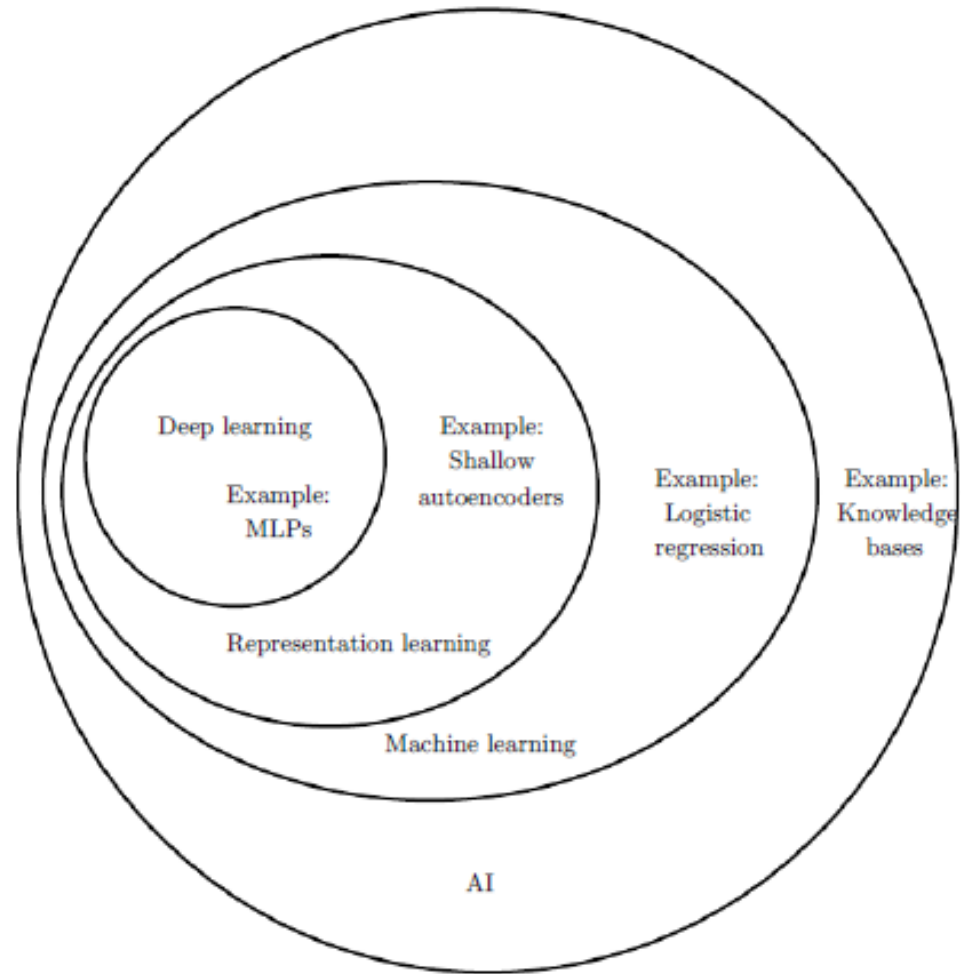 Deep learning
Example:
MLPs
Example:
Shallow
autoencoders
Example:
Logistic
regression
Example:
Knowledge
bases
Representation learning
Machine learning
AI